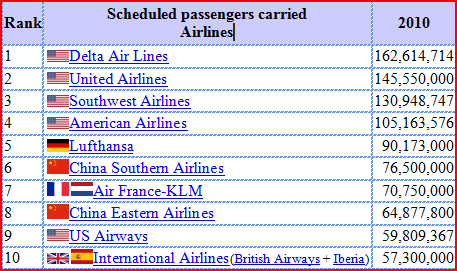 Rank Scheduled passengers carried Airlines 2010
1 Delta Air Lines 162,614,714
2 United Airlines 145,550,000
3 Southwest Airlines 130,948,747
4 American Airlines 105,163,576
5 Lufthansa 90,173,000
6 China Southern Airlines 76,500,000
7 Air France-KLM 70,750,000
8 China Eastern Airlines 64,877,800
9 US Airways 59,809,367
10 International Airlines (British Airways + Iberia) 57,300,000